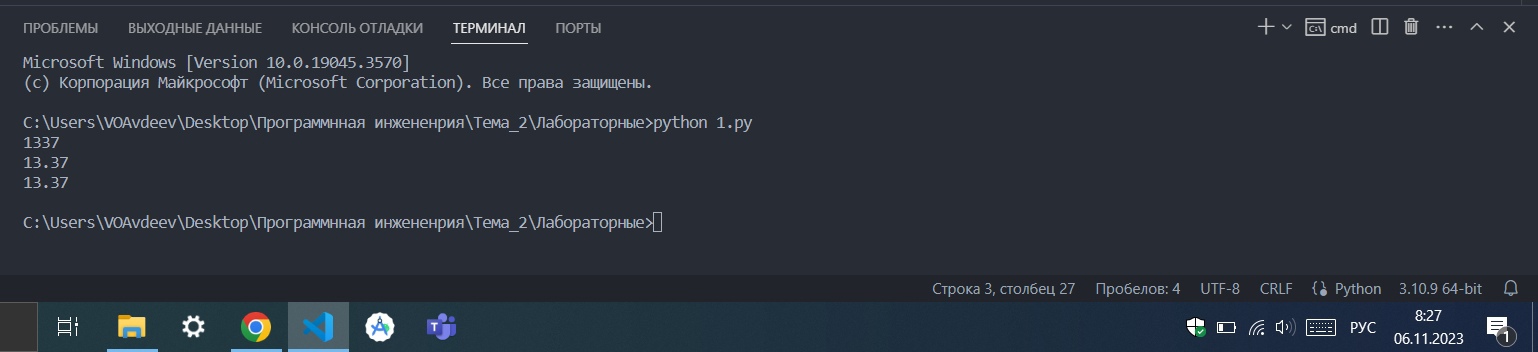 ПРОБЛЕМЫ ВЫХОДНЫЕ ДАННЫЕ КОНСОЛЬ ОТЛАДКИ ТЕРМИНАЛ ПОРТЫ cmd
Microsoft Windows [Version 10.0.19045.3570]
(c) Корпорация Майкрософт (Microsoft Corporation). Все права защищены.
C:\Users\VOAvdeev\Desktop\Программнная инжененрия\Тема_2\Лабораторные>python 1.py
1337
13.37
13.37
C:\Users\VOAvdeev\Desktop\Программнная инжененрия\Тема_2\Лабораторные>
Строка 3, столбец 27 Пробелов: 4 UTF-8 CRLF Python 3.10.9 64-bit
РУС 8:27
06.11.2023 1